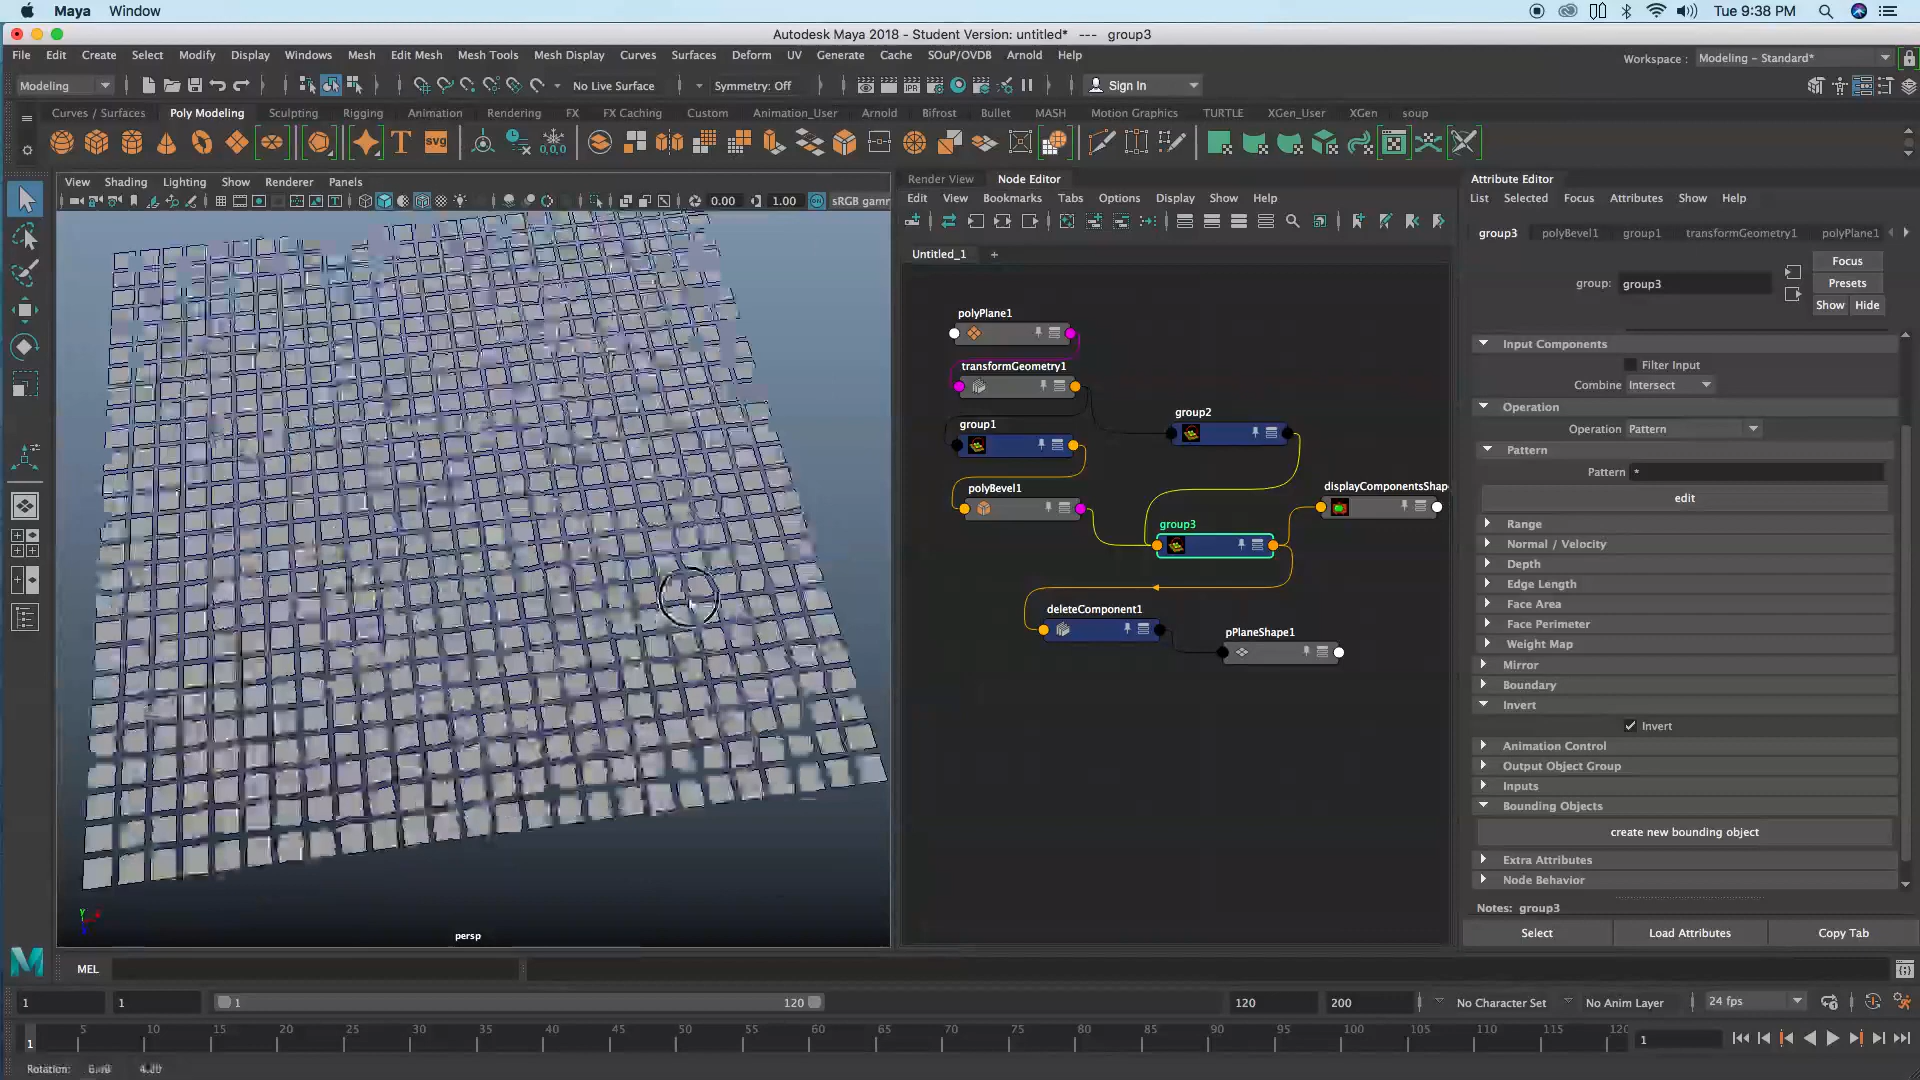 Maya Window Tue 9:38 PM
Autodesk Maya 2018 - Student Version: untitled* --- group3
File Edit Create Select Modify Display Windows Mesh Edit Mesh Mesh Tools Mesh Display Curves Surfaces Deform UV Generate Cache SOuP/OVDB Arnold Help
Workspace : Modeling - Standard*
Modeling No Live Surface Symmetry: Off Sign In
Curves / Surfaces Poly Modeling Sculpting Rigging Animation Rendering FX FX Caching Custom Animation_User Arnold Bifrost Bullet MASH Motion Graphics TURTLE XGen_User XGen soup
T svg 0,0,0
View Shading Lighting Show Renderer Panels
0.00 1.00 sRGB gamr
persp
Render View Node Editor
Edit View Bookmarks Tabs Options Display Show Help
Untitled_1 +
polyPlane1
transformGeometry1
group2
group1
displayComponentsShap
polyBevel1
group3
deleteComponent1
pPlaneShape1
Attribute Editor
List Selected Focus Attributes Show Help
group3 polyBevel1 group1 transformGeometry1 polyPlane1
Focus
group: group3
Presets
Show Hide
Input Components
Filter Input
Combine Intersect
Operation
Operation Pattern
Pattern
Pattern *
edit
Range
Normal / Velocity
Depth
Edge Length
Face Area
Face Perimeter
Weight Map
Mirror
Boundary
Invert
Invert
Animation Control
Output Object Group
Inputs
Bounding Objects
create new bounding object
Extra Attributes
Node Behavior
Notes: group3
Select Load Attributes Copy Tab
MEL
1 1 1 120 120 200 No Character Set No Anim Layer 24 fps
5 10 15 20 25 30 35 40 45 50 55 60 65 70 75 80 85 90 95 100 105 110 115 120
1 1
Rotation: